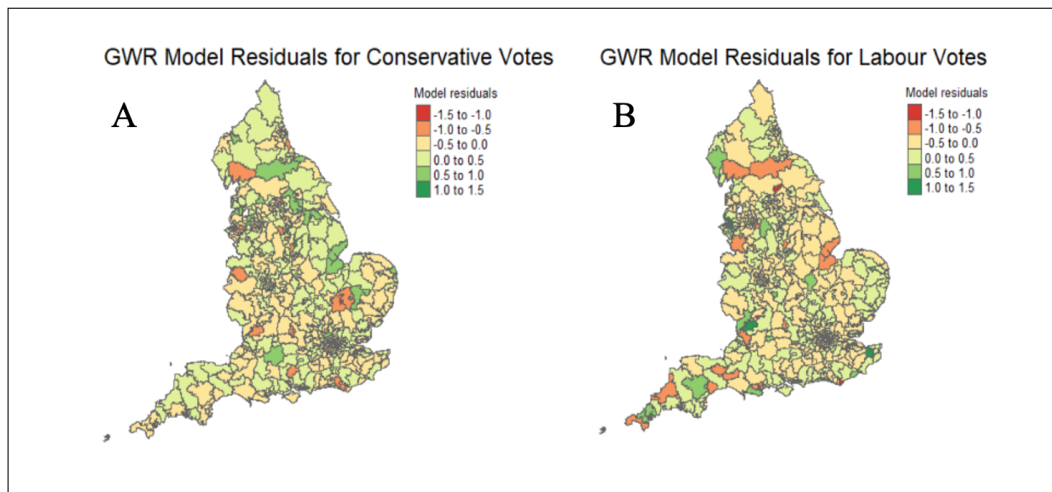 GWR Model Residuals for Conservative Votes
A
Model residuals
-1.5 to -1.0
-1.0 to -0.5
-0.5 to 0.0
0.0 to 0.5
0.5 to 1.0
1.0 to 1.5
GWR Model Residuals for Labour Votes
B
Model residuals
-1.5 to -1.0
-1.0 to -0.5
-0.5 to 0.0
0.0 to 0.5
0.5 to 1.0
1.0 to 1.5